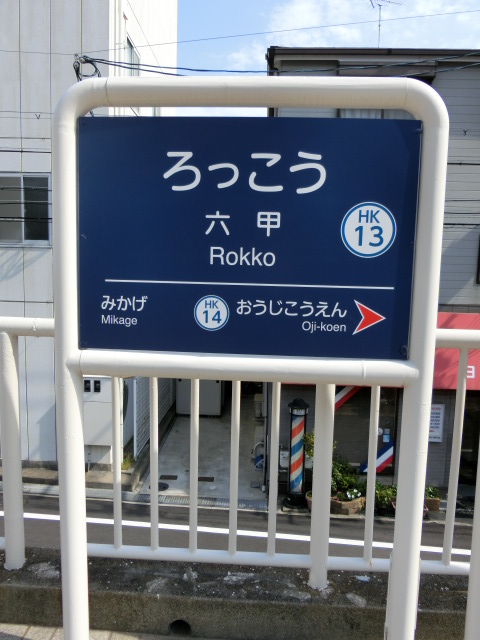 ろっこう
六甲
HK
13
Rokko
みかげ
Mikage
HK
14
おうじこうえん
Oji-koen